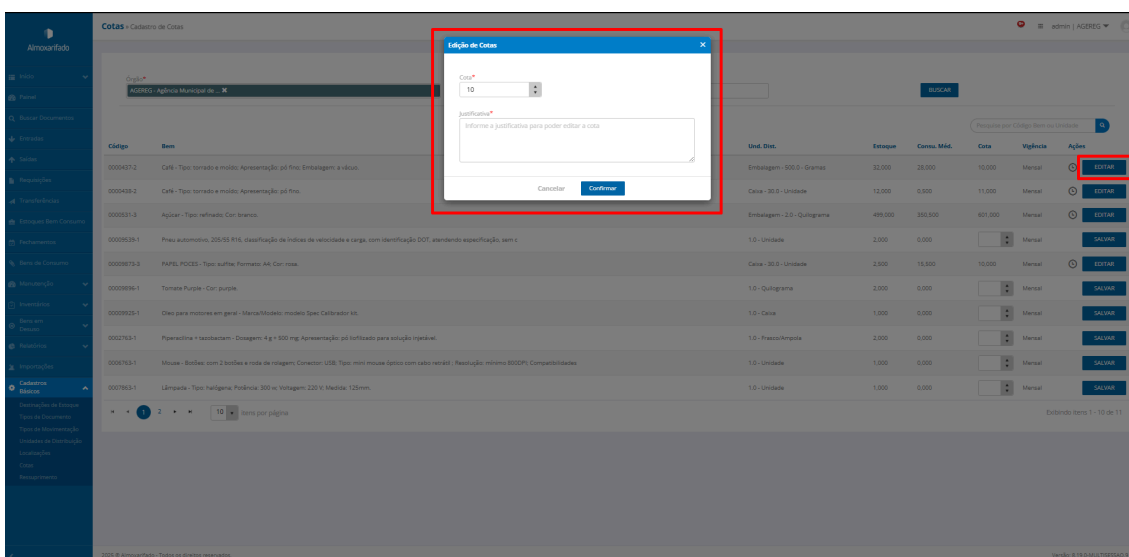 Almoxarifado
Cotas » Cadastro de Cotas
admin | AGEREG
Início
Painel
Buscar Documentos
Entradas
Saídas
Requisições
Transferências
Estoques Bem Consumo
Fechamentos
Bens de Consumo
Manutenção
Inventários
Bens em Desuso
Relatórios
Importações
Cadastros Básicos
Destinações de Estoque
Tipos de Documento
Tipos de Movimentação
Unidades de Distribuição
Localizações
Cotas
Ressuprimento
Órgão*
AGEREG - Agência Municipal de ... ✖
BUSCAR
Edição de Cotas ×
Cota*
10
Justificativa*
Informe a justificativa para poder editar a cota
Cancelar Confirmar
Pesquise por Código, Bem ou Unidade
Código Bem Und. Dist. Estoque Consu. Méd. Cota Vigência Ações
0000437-2 Café - Tipo: torrado e moído; Apresentação: pó fino; Embalagem: a vácuo. Embalagem - 500.0 - Gramas 32,000 28,000 10,000 Mensal EDITAR
0000438-2 Café - Tipo: torrado e moído; Apresentação: pó fino. Caixa - 30.0 - Unidade 12,000 0,500 11,000 Mensal EDITAR
Açúcar - Tipo: refinado; Cor: branco. Embalagem - 2.0 - Quilograma 499,500 350,500 601,000 Mensal EDITAR
0009539-1 Pneu automotivo, 205/55 R16, classificação de índices de velocidade e carga, com identificação DOT, atendendo especificação, sem c 1.0 - Unidade 2,000 0,000 Mensal SALVAR
PAPEL POCES - Tipo: sulfite; Formato: A4; Cor: rosa. Caixa - 30.0 - Unidade 2,500 15,500 10,000 Mensal EDITAR
0009896-1 Tomate Purple - Cor: purple. 1.0 - Quilograma 2,000 0,000 Mensal SALVAR
0009925-1 Oleo para motores em geral - Marca/Modelo: modelo Spec Calibrador kit. 1.0 - Caixa 1,000 0,000 Mensal SALVAR
0002763-1 Piperacilina + tazobactam - Dosagem: 4 g + 500 mg; Apresentação: pó liofilizado para solução injetável. 1.0 - Frasco/Ampola 2,000 0,000 Mensal SALVAR
0006763-1 Mouse - Botões: com 2 botões e roda de rolagem; Conector: USB; Tipo: mini mouse óptico com cabo retrátil ; Resolução: mínimo 800DPI; Compatibilidades 1.0 - Unidade 1,000 0,000 Mensal SALVAR
0007863-1 Lâmpada - Tipo: halógena; Potência: 300 w; Voltagem: 220 V; Medida: 125mm. 1.0 - Unidade 1,000 0,000 Mensal SALVAR
1 2 10 itens por página Exibindo itens 1 - 10 de 11
2025 © Almoxarifado - Todos os direitos reservados.